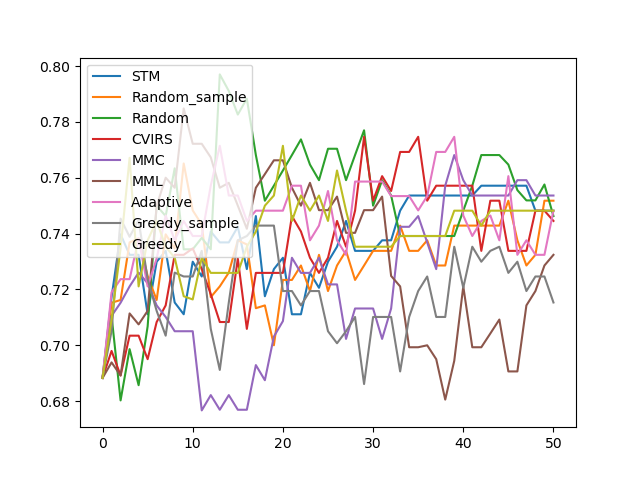 0.80
0.78
0.76
0.74
0.72
0.70
0.68
STM
Random_sample
Random
CVIRS
MMC
MML
Adaptive
Greedy_sample
Greedy
0
10
20
30
40
50